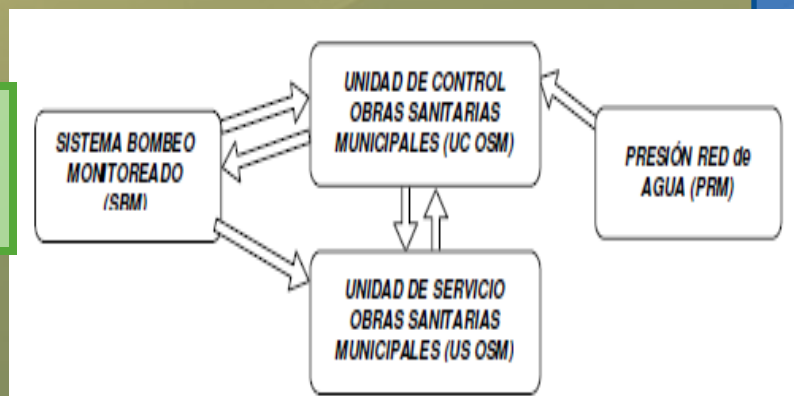 UNIDAD DE CONTROL
OBRAS SANITARIAS
MUNICIPALES (UC OSM)
SISTEMA BOMBEO
MONITOREADO
(SBM)
PRESIÓN RED de
AGUA (PRM)
UNIDAD DE SERVICIO
OBRAS SANITARIAS
MUNICIPALES (US OSM)